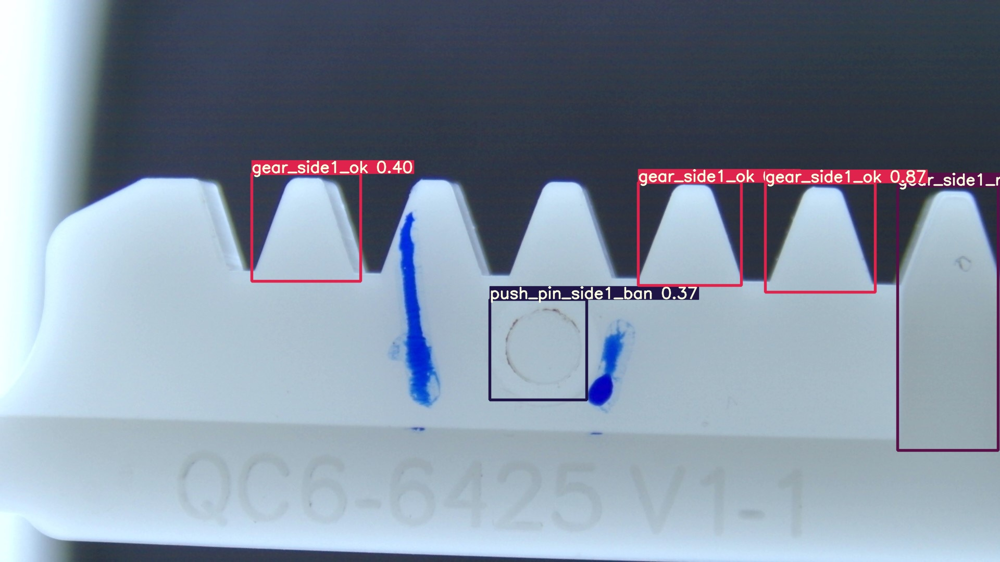 gear_side1_ok 0.40
gear_side1_ok
gear_side1_ok 0.87
push_pin_side1_ban 0.37
QC6-6425 V1-1